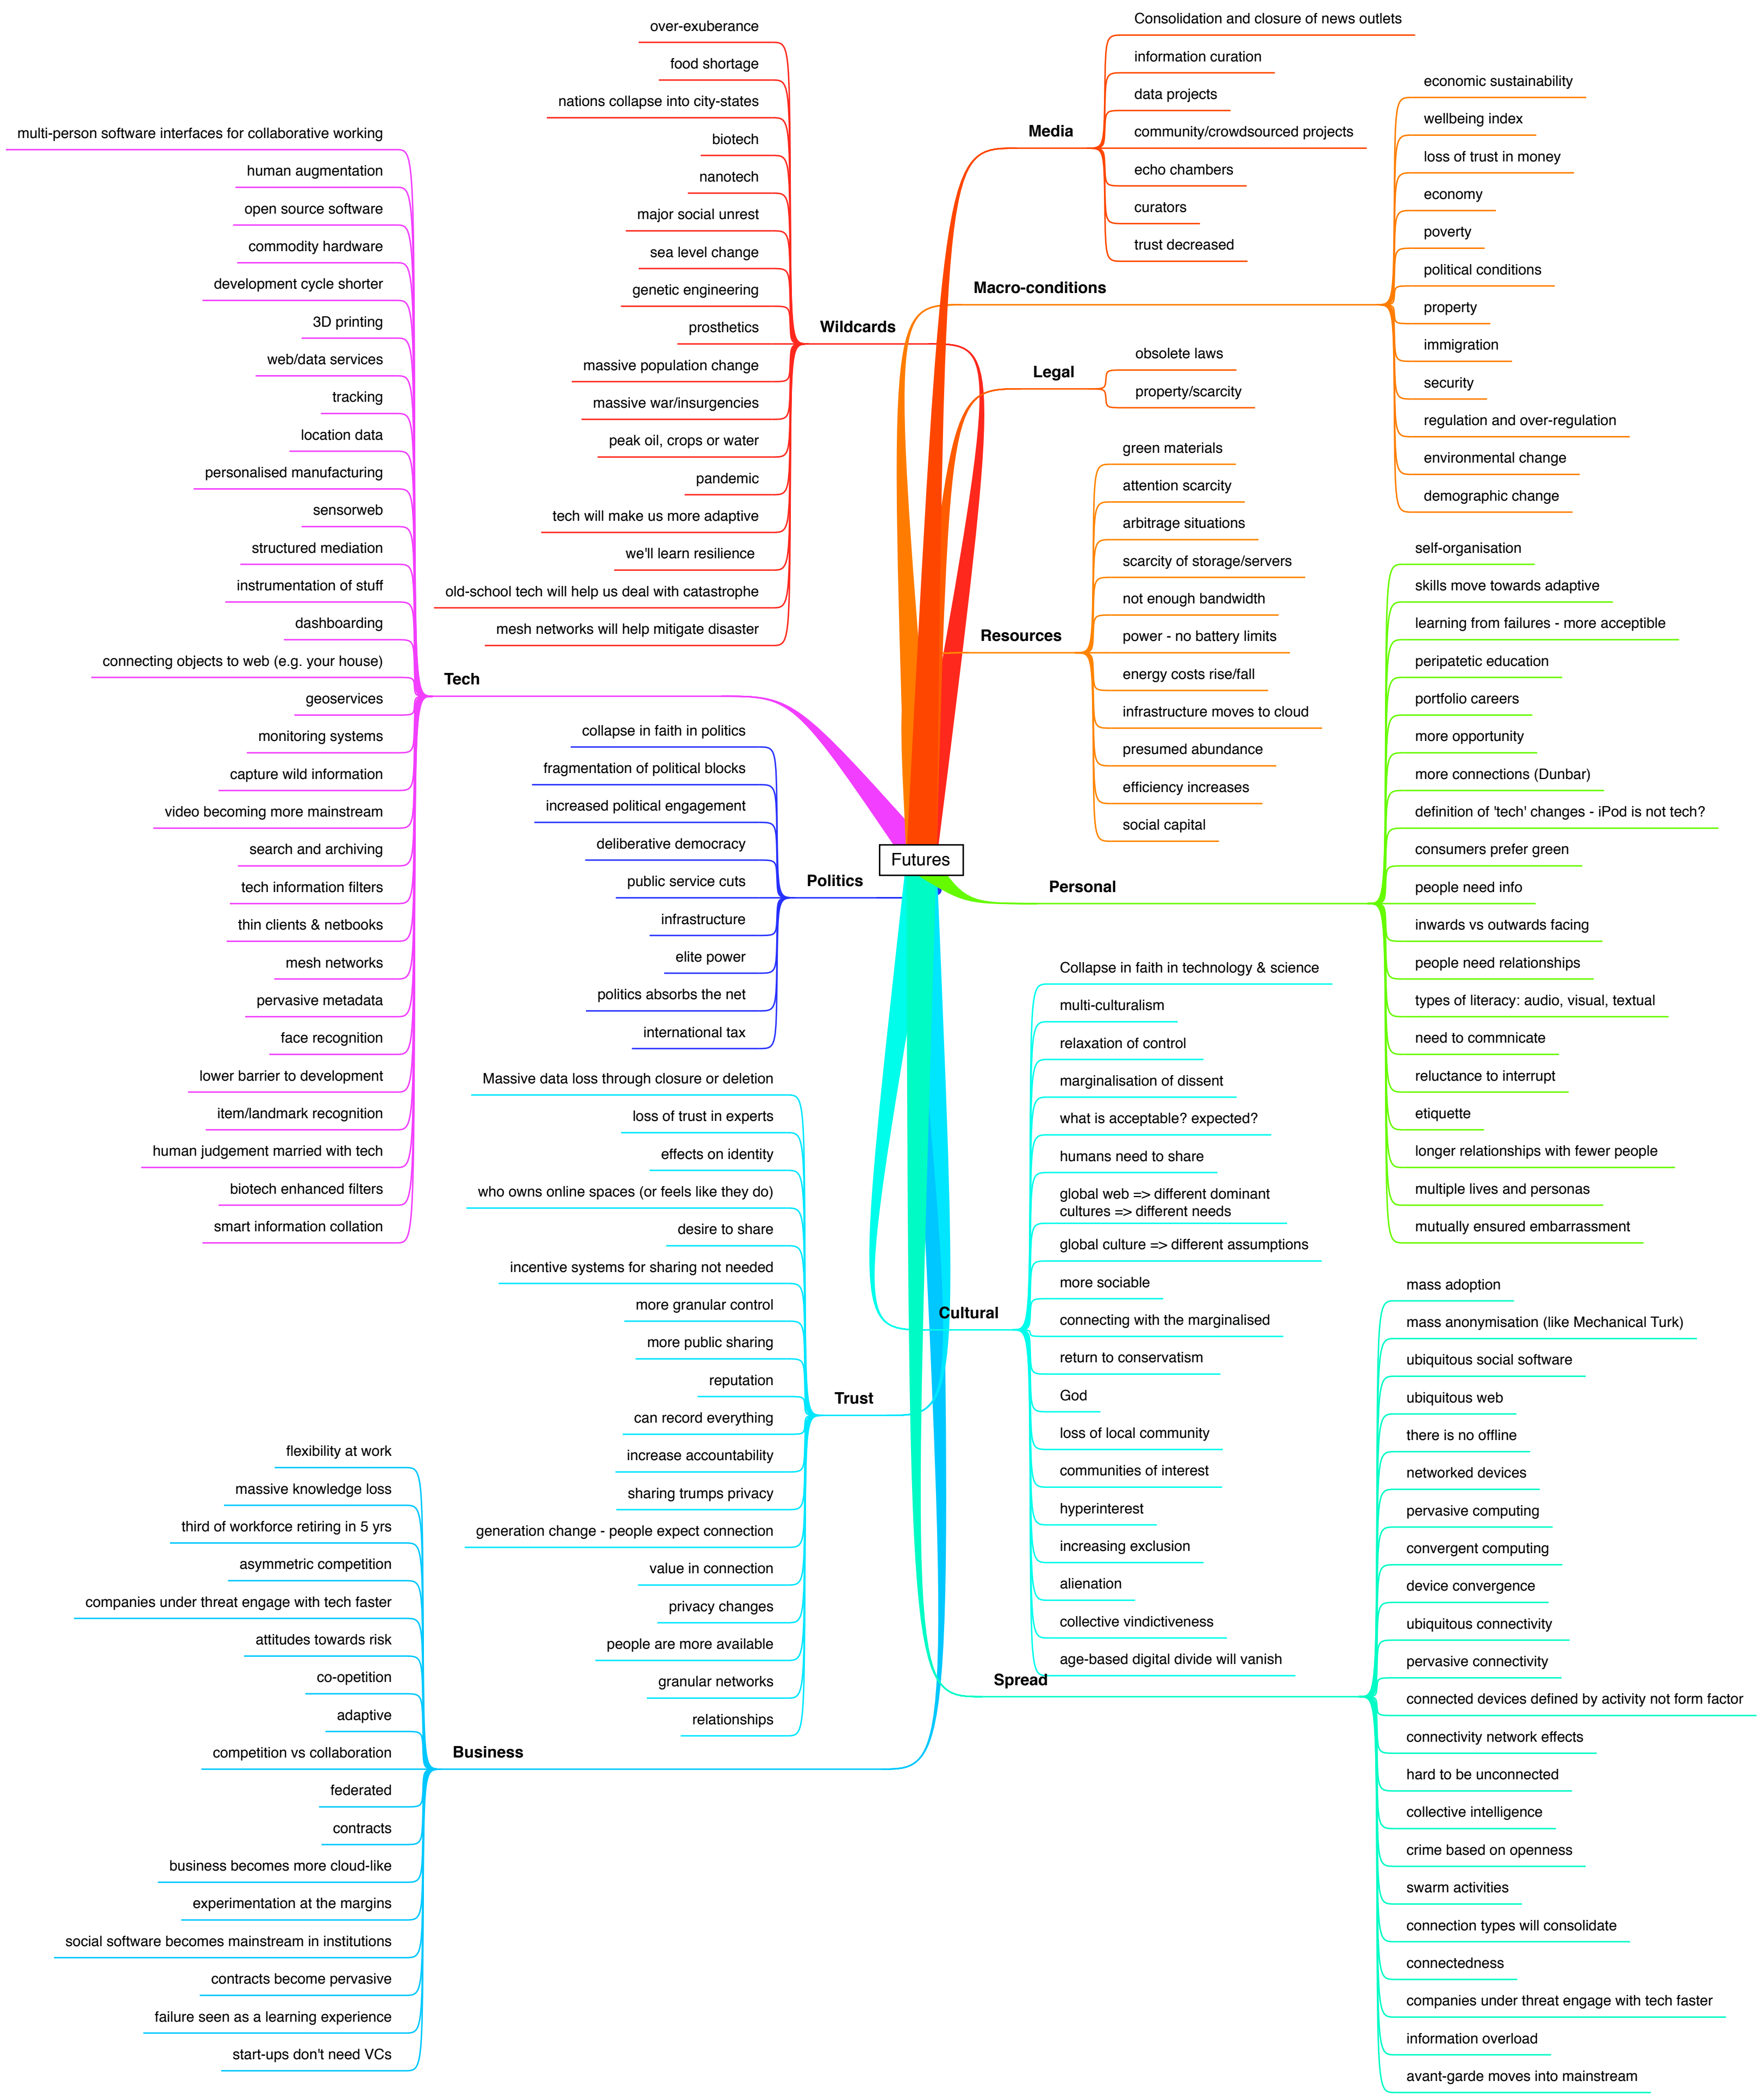 Futures
Media
Consolidation and closure of news outlets
information curation
data projects
community/crowdsourced projects
echo chambers
curators
trust decreased
Macro-conditions
economic sustainability
wellbeing index
loss of trust in money
economy
poverty
political conditions
property
immigration
security
regulation and over-regulation
environmental change
demographic change
Legal
obsolete laws
property/scarcity
Resources
green materials
attention scarcity
arbitrage situations
scarcity of storage/servers
not enough bandwidth
power - no battery limits
energy costs rise/fall
infrastructure moves to cloud
presumed abundance
efficiency increases
social capital
Personal
self-organisation
skills move towards adaptive
learning from failures - more acceptible
peripatetic education
portfolio careers
more opportunity
more connections (Dunbar)
definition of 'tech' changes - iPod is not tech?
consumers prefer green
people need info
inwards vs outwards facing
people need relationships
types of literacy: audio, visual, textual
need to commnicate
reluctance to interrupt
etiquette
longer relationships with fewer people
multiple lives and personas
mutually ensured embarrassment
Cultural
Collapse in faith in technology & science
multi-culturalism
relaxation of control
marginalisation of dissent
what is acceptable? expected?
humans need to share
global web => different dominant
cultures => different needs
global culture => different assumptions
more sociable
connecting with the marginalised
return to conservatism
God
loss of local community
communities of interest
hyperinterest
increasing exclusion
alienation
collective vindictiveness
age-based digital divide will vanish
Spread
mass adoption
mass anonymisation (like Mechanical Turk)
ubiquitous social software
ubiquitous web
there is no offline
networked devices
pervasive computing
convergent computing
device convergence
ubiquitous connectivity
pervasive connectivity
connected devices defined by activity not form factor
connectivity network effects
hard to be unconnected
collective intelligence
crime based on openness
swarm activities
connection types will consolidate
connectedness
companies under threat engage with tech faster
information overload
avant-garde moves into mainstream
Wildcards
over-exuberance
food shortage
nations collapse into city-states
biotech
nanotech
major social unrest
sea level change
genetic engineering
prosthetics
massive population change
massive war/insurgencies
peak oil, crops or water
pandemic
tech will make us more adaptive
we'll learn resilience
old-school tech will help us deal with catastrophe
mesh networks will help mitigate disaster
Tech
multi-person software interfaces for collaborative working
human augmentation
open source software
commodity hardware
development cycle shorter
3D printing
web/data services
tracking
location data
personalised manufacturing
sensorweb
structured mediation
instrumentation of stuff
dashboarding
connecting objects to web (e.g. your house)
geoservices
monitoring systems
capture wild information
video becoming more mainstream
search and archiving
tech information filters
thin clients & netbooks
mesh networks
pervasive metadata
face recognition
lower barrier to development
item/landmark recognition
human judgement married with tech
biotech enhanced filters
smart information collation
Politics
collapse in faith in politics
fragmentation of political blocks
increased political engagement
deliberative democracy
public service cuts
infrastructure
elite power
politics absorbs the net
international tax
Trust
Massive data loss through closure or deletion
loss of trust in experts
effects on identity
who owns online spaces (or feels like they do)
desire to share
incentive systems for sharing not needed
more granular control
more public sharing
reputation
can record everything
increase accountability
sharing trumps privacy
generation change - people expect connection
value in connection
privacy changes
people are more available
granular networks
relationships
Business
flexibility at work
massive knowledge loss
third of workforce retiring in 5 yrs
asymmetric competition
companies under threat engage with tech faster
attitudes towards risk
co-opetition
adaptive
competition vs collaboration
federated
contracts
business becomes more cloud-like
experimentation at the margins
social software becomes mainstream in institutions
contracts become pervasive
failure seen as a learning experience
start-ups don't need VCs